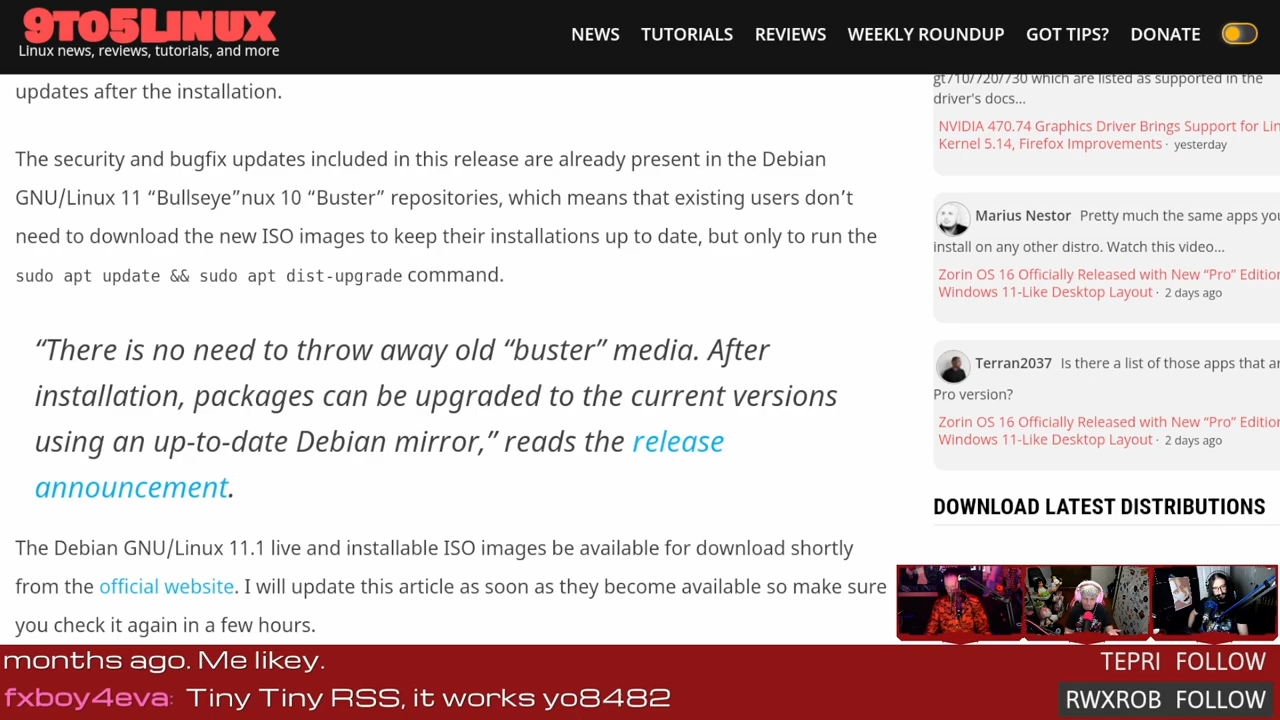 9TO5LINUX
Linux news, reviews, tutorials, and more
NEWS TUTORIALS REVIEWS WEEKLY ROUNDUP GOT TIPS? DONATE
updates after the installation.
The security and bugfix updates included in this release are already present in the Debian
GNU/Linux 11 “Bullseye”nux 10 “Buster” repositories, which means that existing users don’t
need to download the new ISO images to keep their installations up to date, but only to run the
sudo apt update && sudo apt dist-upgrade command.
“There is no need to throw away old “buster” media. After
installation, packages can be upgraded to the current versions
using an up-to-date Debian mirror,” reads the release
announcement.
The Debian GNU/Linux 11.1 live and installable ISO images be available for download shortly
from the official website. I will update this article as soon as they become available so make sure
you check it again in a few hours.
gt710/720/730 which are listed as supported in the
driver's docs...
NVIDIA 470.74 Graphics Driver Brings Support for Lin
Kernel 5.14, Firefox Improvements · yesterday
Marius Nestor Pretty much the same apps you
install on any other distro. Watch this video...
Zorin OS 16 Officially Released with New “Pro” Edition
Windows 11-Like Desktop Layout · 2 days ago
Terran2037 Is there a list of those apps that ar
Pro version?
Zorin OS 16 Officially Released with New “Pro” Edition
Windows 11-Like Desktop Layout · 2 days ago
DOWNLOAD LATEST DISTRIBUTIONS
months ago. Me likey.
fxboy4eva: Tiny Tiny RSS, it works yo8482
TEPRI FOLLOW
RWXROB FOLLOW